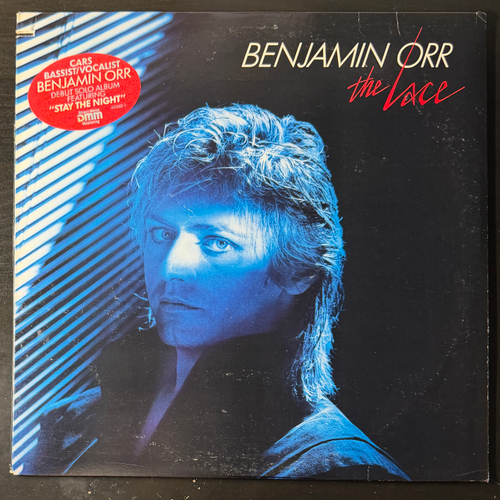 CARS
BASSIST/VOCALIST
BENJAMIN ORR
DEBUT SOLO ALBUM
FEATURING
"STAY THE NIGHT"
DMM
BENJAMIN ORR
the Lace